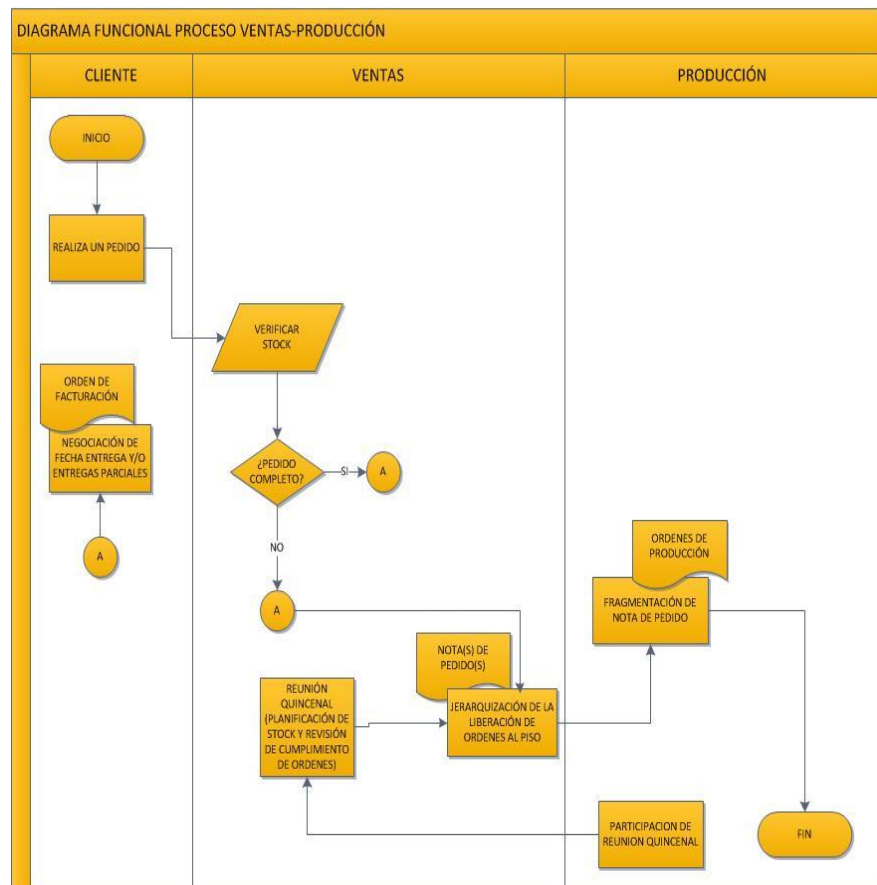 DIAGRAMA FUNCIONAL PROCESO VENTAS-PRODUCCIÓN
CLIENTE
VENTAS
PRODUCCIÓN
INICIO
REALIZA UN PEDIDO
VERIFICAR
STOCK
ORDEN DE
FACTURACIÓN
NEGOCIACIÓN DE
FECHA ENTREGA Y/O
ENTREGAS PARCIALES
A
¿PEDIDO
COMPLETO?
SI
A
NO
A
ORDENES DE
PRODUCCIÓN
FRAGMENTACIÓN DE
NOTA DE PEDIDO
NOTA(S) DE
PEDIDO(S)
JERARQUIZACIÓN DE LA
LIBERACIÓN DE
ORDENES AL PISO
REUNIÓN
QUINCENAL
(PLANIFICACIÓN DE
STOCK Y REVISIÓN
DE CUMPLIMIENTO
DE ORDENES)
PARTICIPACION DE
REUNION QUINCENAL
FIN